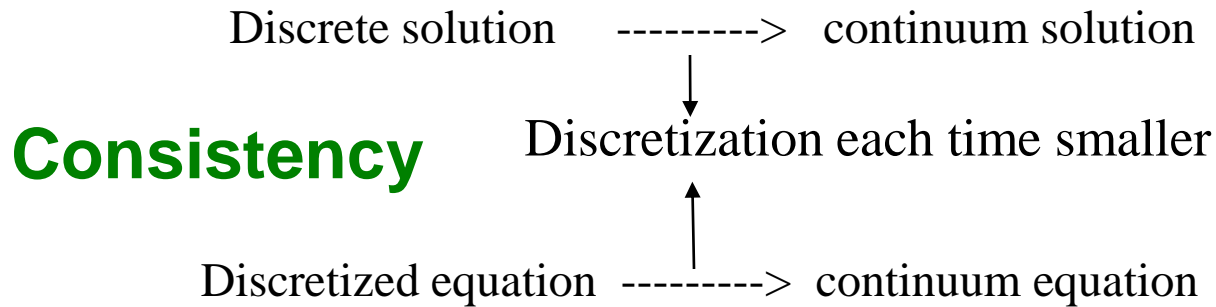 Discrete solution ---------> continuum solution
Consistency Discretization each time smaller
Discretized equation ---------> continuum equation